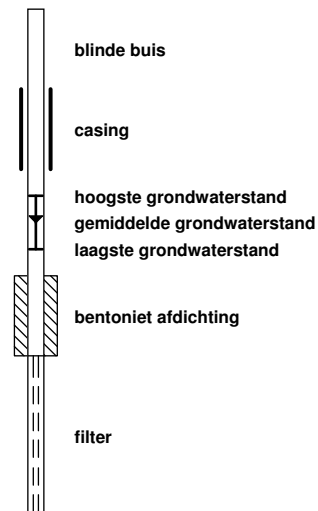 blinde buis
casing
hoogste grondwaterstand
gemiddelde grondwaterstand
laagste grondwaterstand
bentoniet afdichting
filter